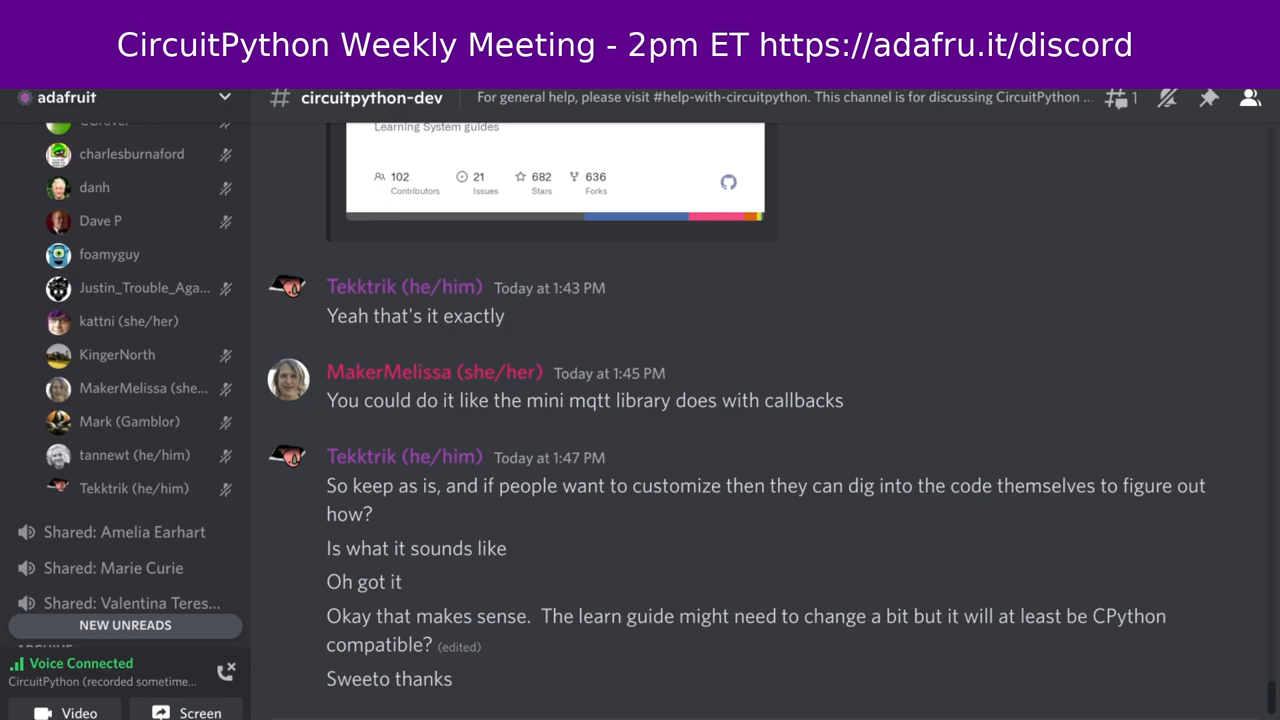 CircuitPython Weekly Meeting - 2pm ET https://adafru.it/discord
adafruit
CGrover
charlesburnaford
danh
Dave P
foamyguy
Justin_Trouble_Aga...
kattni (she/her)
KingerNorth
MakerMelissa (she...
Mark (Gamblor)
tannewt (he/him)
Tekktrik (he/him)
Shared: Amelia Earhart
Shared: Marie Curie
Shared: Valentina Teres...
NEW UNREADS
Voice Connected
CircuitPython (recorded sometime...
Video
Screen
# circuitpython-dev
For general help, please visit #help-with-circuitpython. This channel is for discussing CircuitPython ...
1
Learning System guides
102 Contributors
21 Issues
682 Stars
636 Forks
Tekktrik (he/him) Today at 1:43 PM
Yeah that's it exactly
MakerMelissa (she/her) Today at 1:45 PM
You could do it like the mini mqtt library does with callbacks
Tekktrik (he/him) Today at 1:47 PM
So keep as is, and if people want to customize then they can dig into the code themselves to figure out
how?
Is what it sounds like
Oh got it
Okay that makes sense.  The learn guide might need to change a bit but it will at least be CPython
compatible? (edited)
Sweeto thanks